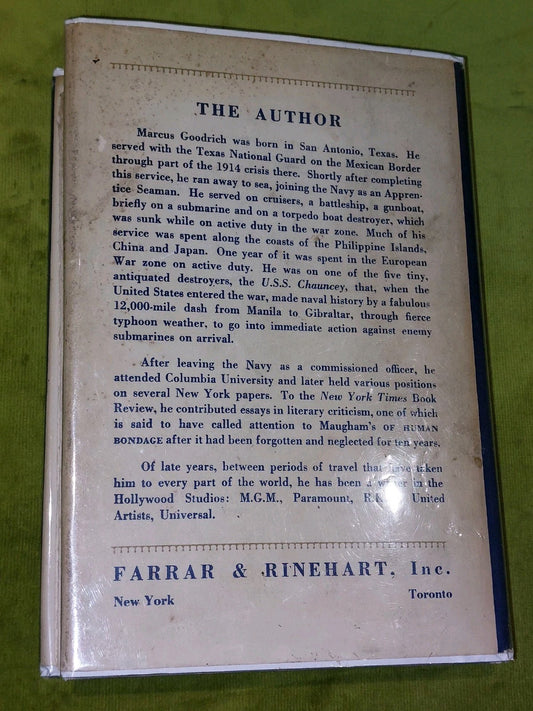 THE AUTHOR
Marcus Goodrich was born in San Antonio, Texas. He
served with the Texas National Guard on the Mexican Border
through part of the 1914 crisis there. Shortly after completing
this service, he ran away to sea, joining the Navy as an Appren-
tice Seaman. He served on cruisers, a battleship, a gunboat,
briefly on a submarine and on a torpedo boat destroyer, which
was sunk while on active duty in the war zone. Much of his
service was spent along the coasts of the Philippine Islands,
China and Japan. One year of it was spent in the European
War zone on active duty. He was on one of the five tiny,
antiquated destroyers, the U.S.S. Chauncey, that, when the
United States entered the war, made naval history by a fabulous
12,000-mile dash from Manila to Gibraltar, through fierce
typhoon weather, to go into immediate action against enemy
submarines on arrival.
After leaving the Navy as a commissioned officer, he
attended Columbia University and later held various positions
on several New York papers. To the New York Times Book
Review, he contributed essays in literary criticism, one of which
is said to have called attention to Maugham's OF HUMAN
BONDAGE after it had been forgotten and neglected for ten years.
Of late years, between periods of travel that have taken
him to every part of the world, he has been a writer in the
Hollywood Studios: M.G.M., Paramount, United
Artists, Universal.
FARRAR & RINEHART, Inc.
New York Toronto